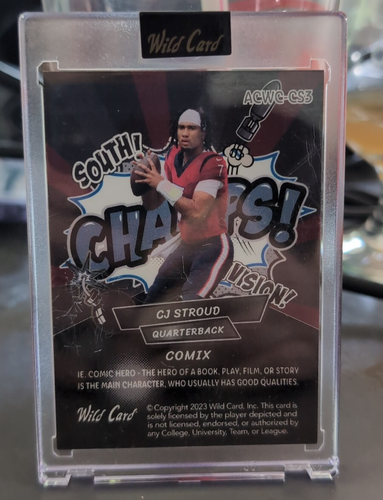 Wild Card
ACWC-CS3
SOUTH!
CHAMPS!
DIVISION!
CJ STROUD
QUARTERBACK
COMIX
IE. COMIC HERO - THE HERO OF A BOOK, PLAY, FILM, OR STORY
IS THE MAIN CHARACTER, WHO USUALLY HAS GOOD QUALITIES.
Wild Card
© Copyright 2023 Wild Card, Inc. This card is
solely licensed by the player depicted and
is not licensed, endorsed, or authorized by
any College, University, Team, or League.